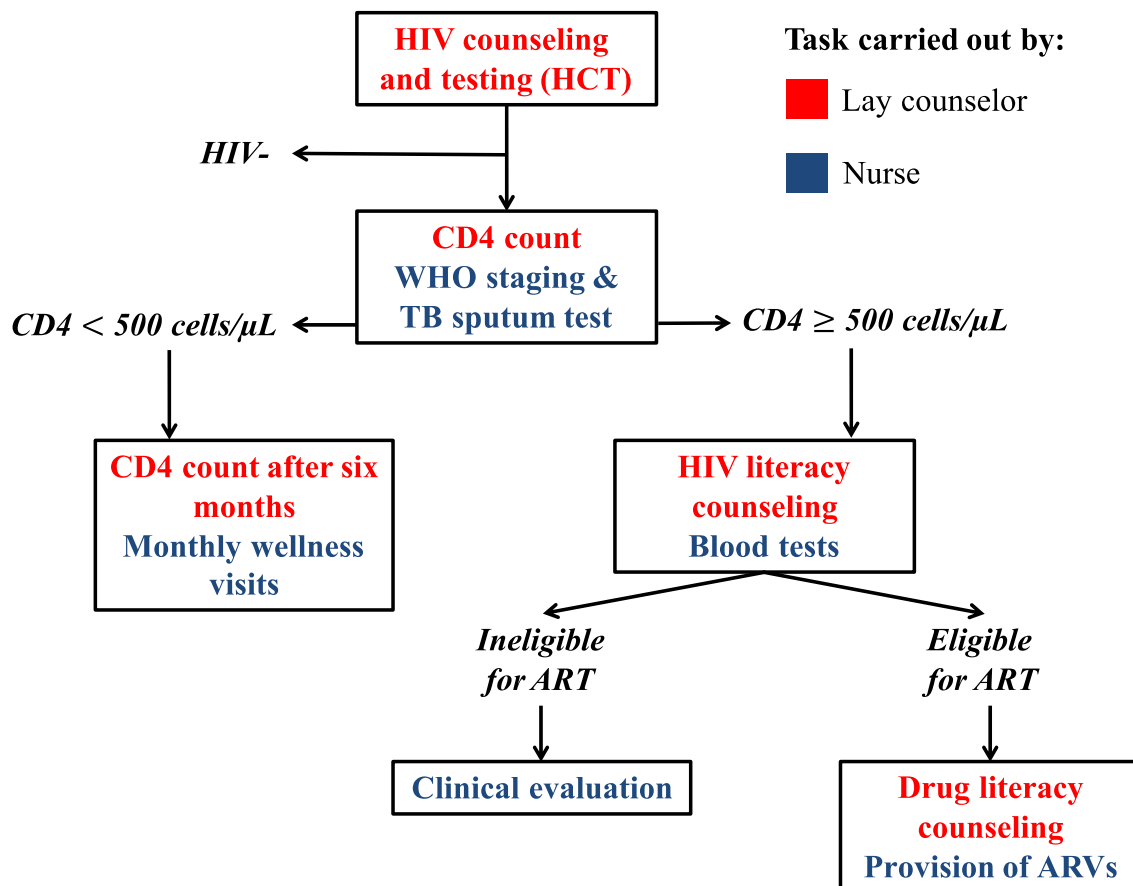 HIV counseling
and testing (HCT)
Task carried out by:
Lay counselor
Nurse
HIV-
CD4 count
WHO staging &
TB sputum test
CD4 < 500 cells/µL
CD4 ≥ 500 cells/µL
CD4 count after six
months
Monthly wellness
visits
HIV literacy
counseling
Blood tests
Ineligible
for ART
Eligible
for ART
Clinical evaluation
Drug literacy
counseling
Provision of ARVs